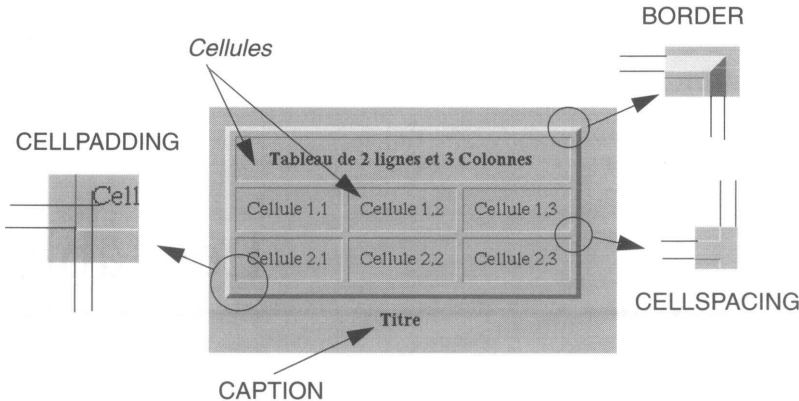 BORDER
Cellules
CELLPADDING
Cell
Tableau de 2 lignes et 3 Colonnes
Cellule 1,1 Cellule 1,2 Cellule 1,3
Cellule 2,1 Cellule 2,2 Cellule 2,3
CELLSPACING
Titre
CAPTION